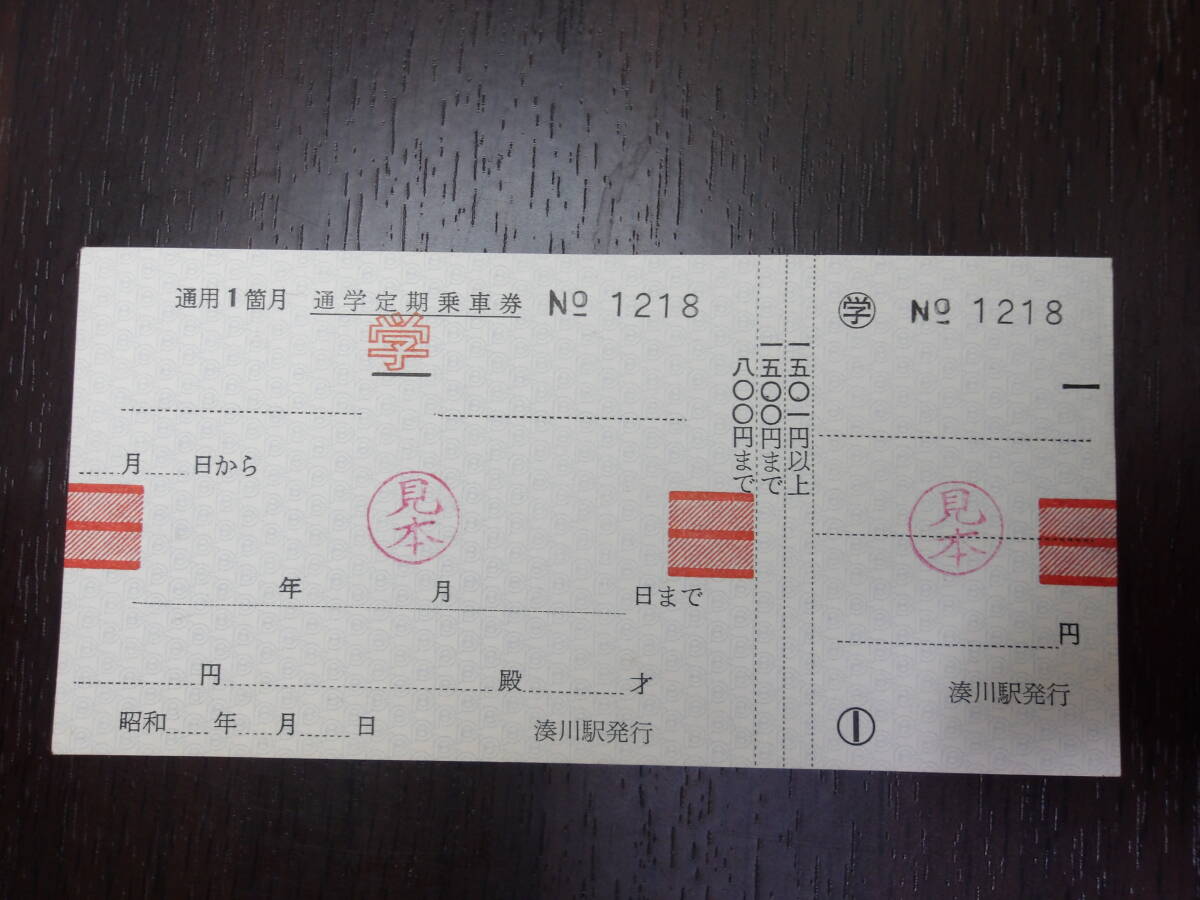 通用1箇月 通学定期乗車券 No 1218
学
月 日から
見本
年 月 日まで
円 殿 才
昭和 年 月 日 湊川駅発行
八〇〇円まで
一五〇〇円まで
一五〇一円以上
学 No 1218
一
見本
円
湊川駅発行
1